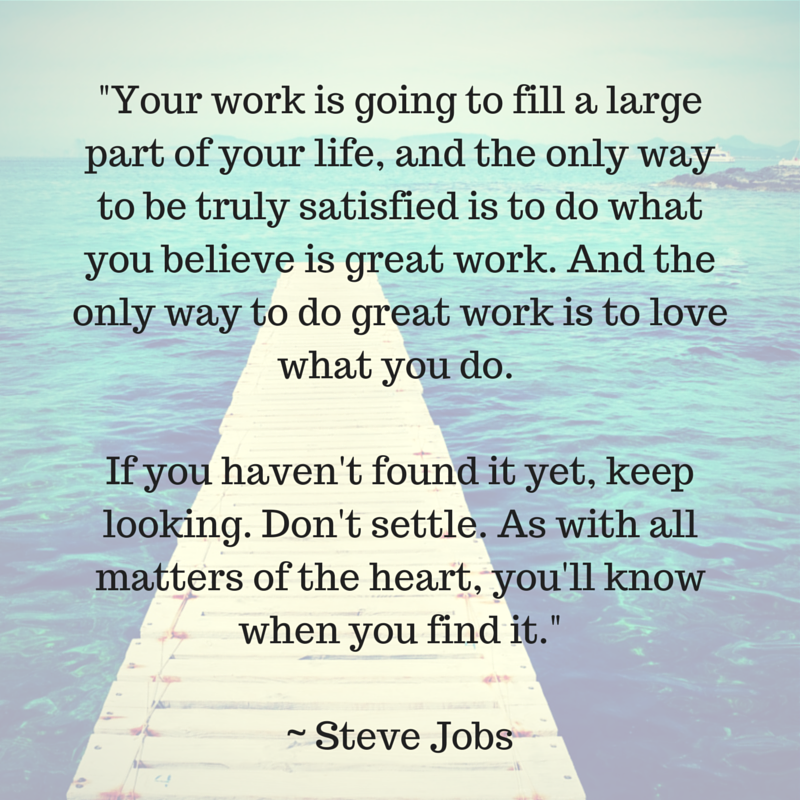 "Your work is going to fill a large
part of your life, and the only way
to be truly satisfied is to do what
you believe is great work. And the
only way to do great work is to love
what you do.
If you haven't found it yet, keep
looking. Don't settle. As with all
matters of the heart, you'll know
when you find it."
~ Steve Jobs